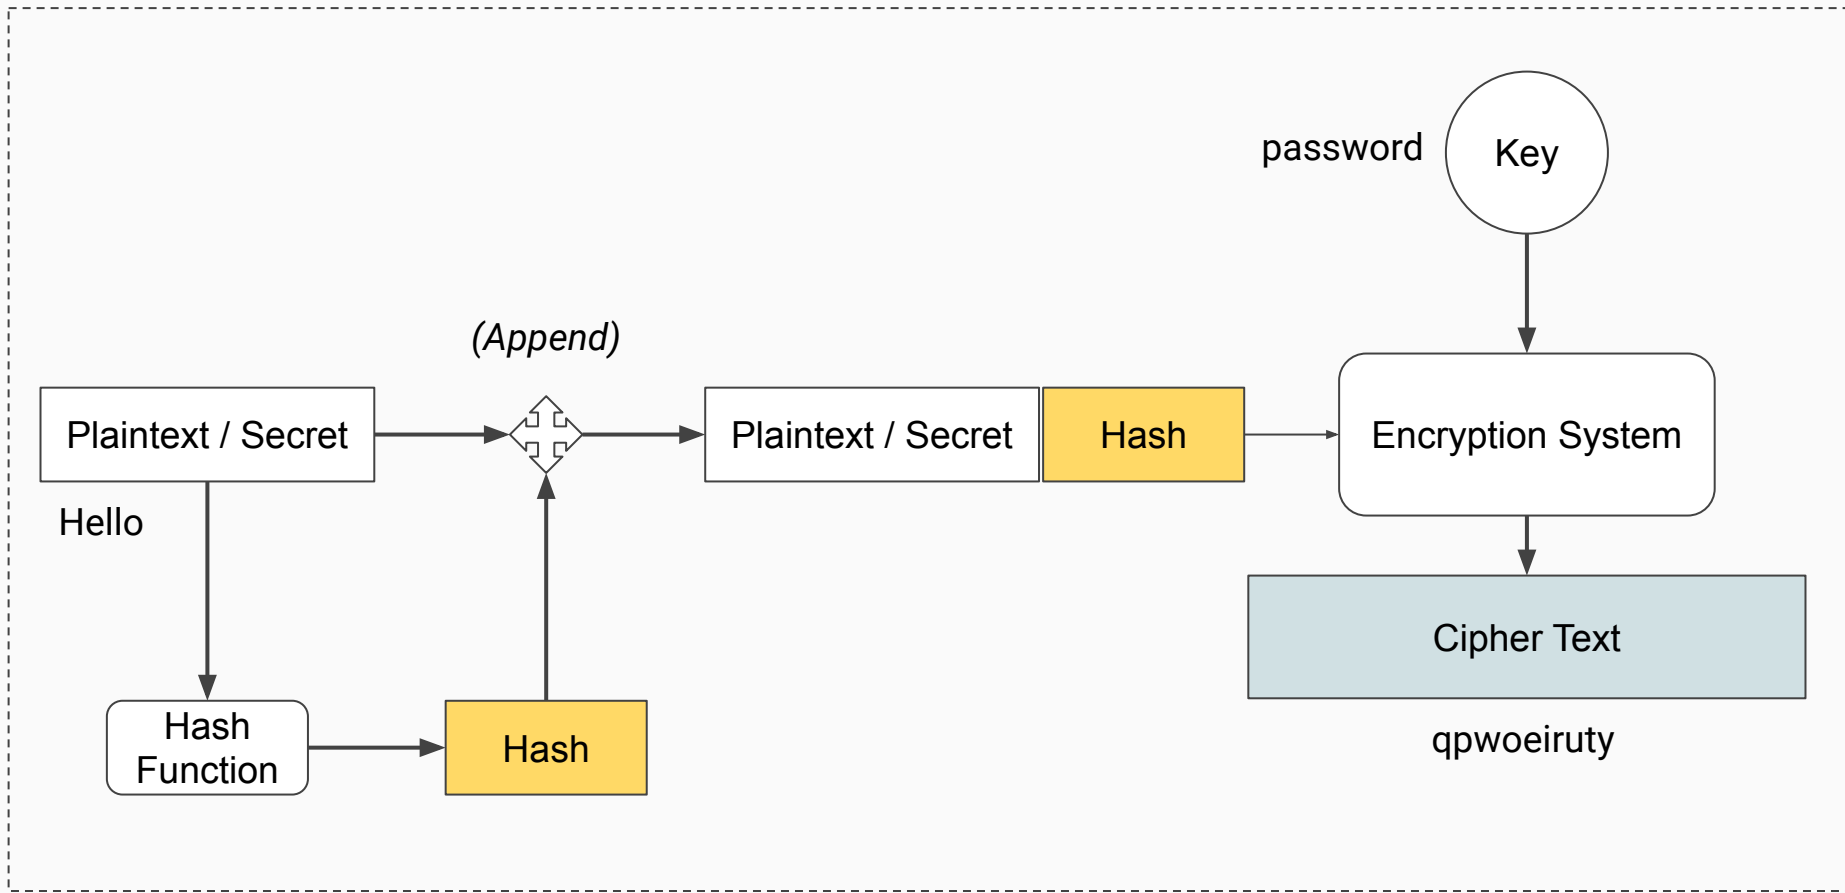 password
Key
(Append)
Plaintext / Secret
Plaintext / Secret
Hash
Encryption System
Hello
Cipher Text
Hash
Function
Hash
qpwoeiruty